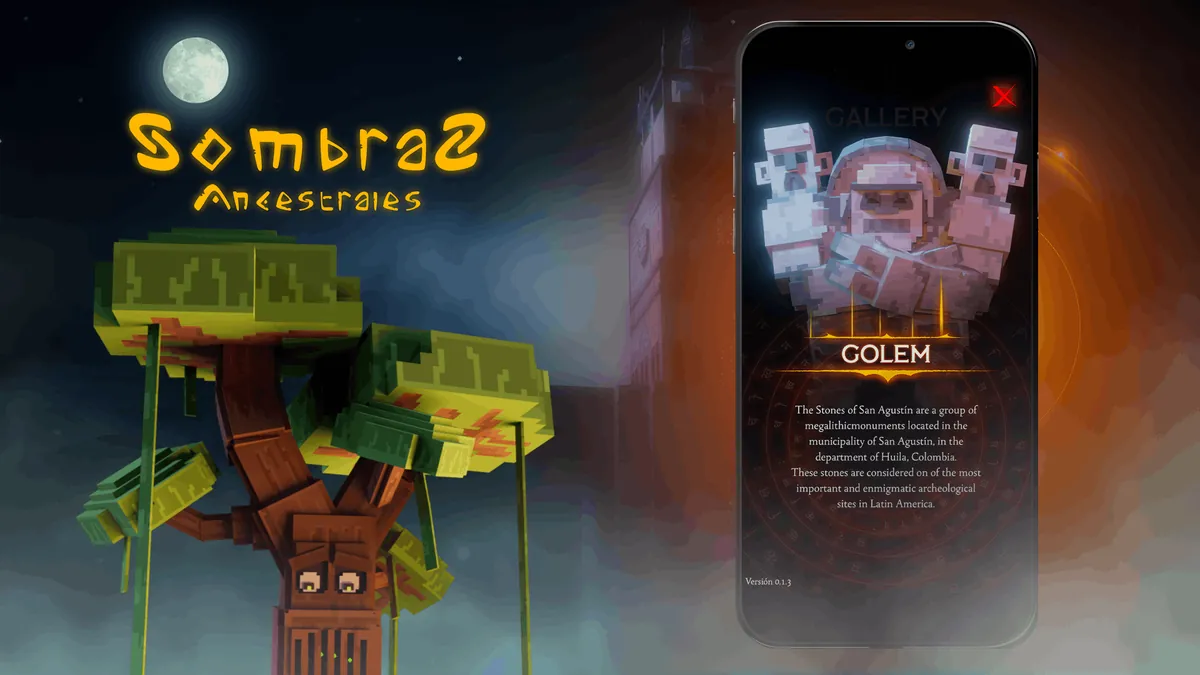 Sombras
Ancestrales
GALLERY
GOLEM
The Stones of San Agustín are a group of
megalithicmonuments located in the
municipality of San Agustín, in the
department of Huila, Colombia.
These stones are considered on of the most
important and enmigmatic archeological
sites in Latin America.
Versión 0.1.3